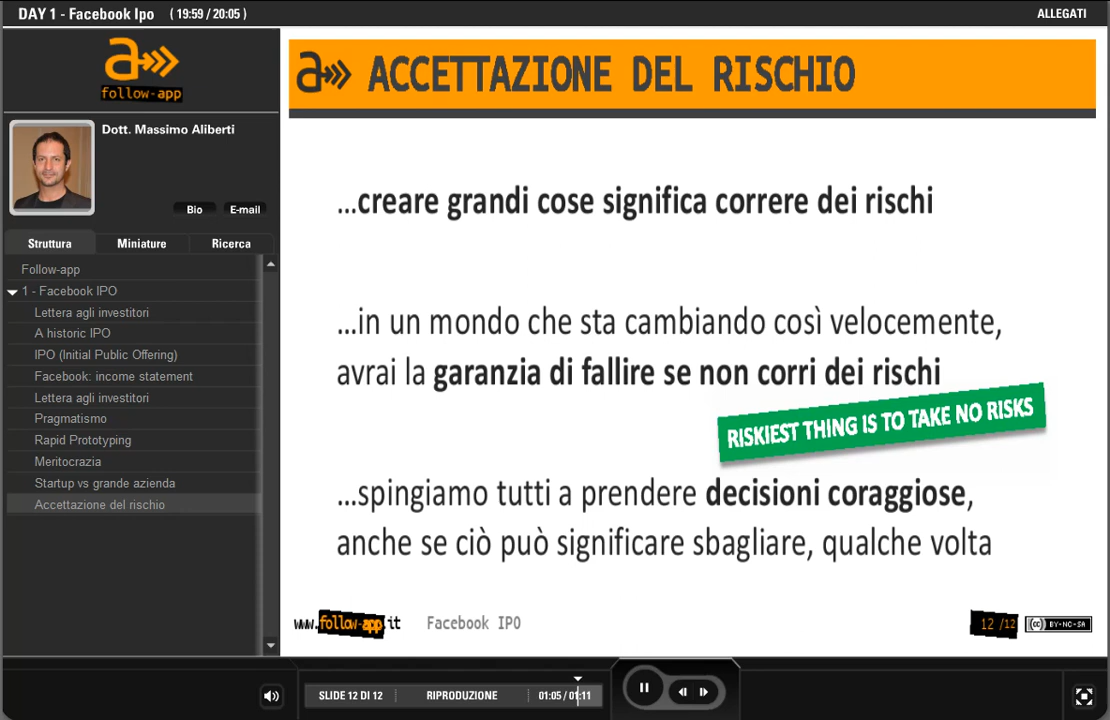 DAY 1 - Facebook Ipo ( 19:59 / 20:05 )
ALLEGATI
a
follow-app
Dott. Massimo Aliberti
Bio
E-mail
Struttura
Miniature
Ricerca
Follow-app
1 - Facebook IPO
Lettera agli investitori
A historic IPO
IPO (Initial Public Offering)
Facebook: income statement
Lettera agli investitori
Pragmatismo
Rapid Prototyping
Meritocrazia
Startup vs grande azienda
Accettazione del rischio
a ACCETTAZIONE DEL RISCHIO
...creare grandi cose significa correre dei rischi
...in un mondo che sta cambiando così velocemente,
avrai la garanzia di fallire se non corri dei rischi
RISKIEST THING IS TO TAKE NO RISKS
...spingiamo tutti a prendere decisioni coraggiose,
anche se ciò può significare sbagliare, qualche volta
www.follow-app.it
Facebook IPO
12 /12
cc BY-NC-SA
SLIDE 12 DI 12
RIPRODUZIONE
01:05 / 01:11